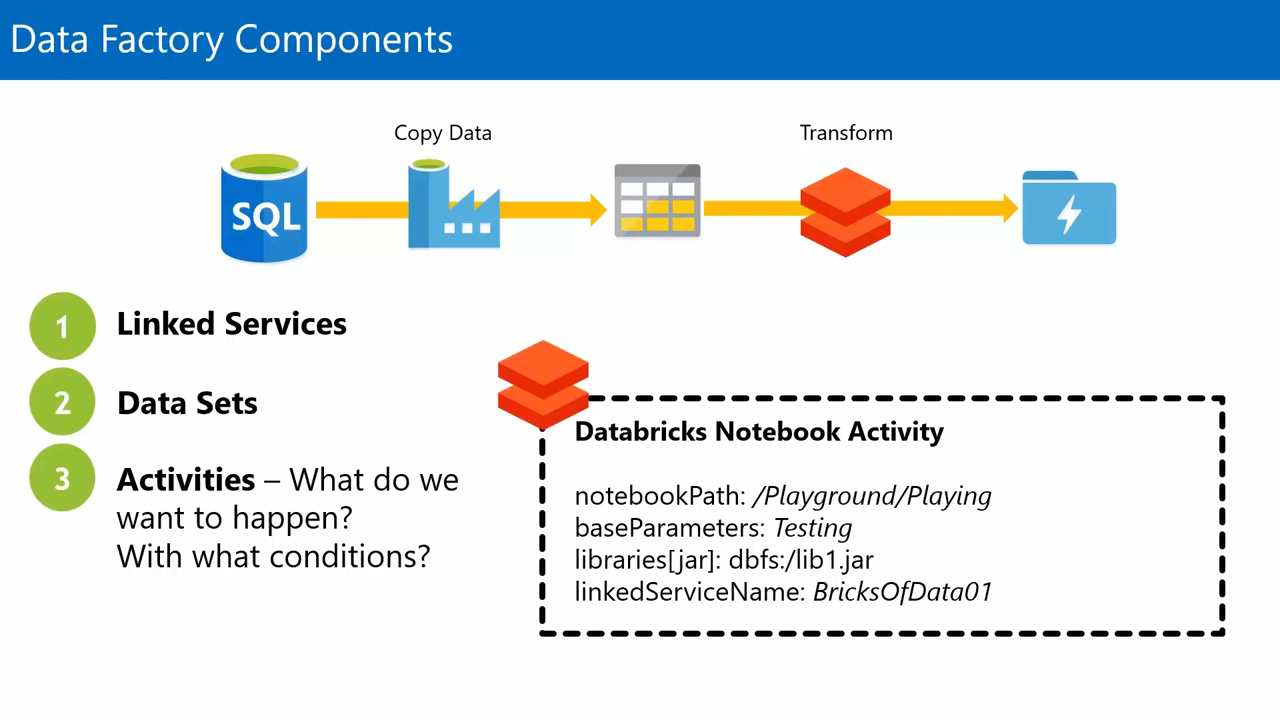 Data Factory Components
Copy Data
Transform
SQL
1
Linked Services
2
Data Sets
3
Activities – What do we
want to happen?
With what conditions?
Databricks Notebook Activity
notebookPath: /Playground/Playing
baseParameters: Testing
libraries[jar]: dbfs:/lib1.jar
linkedServiceName: BricksOfData01